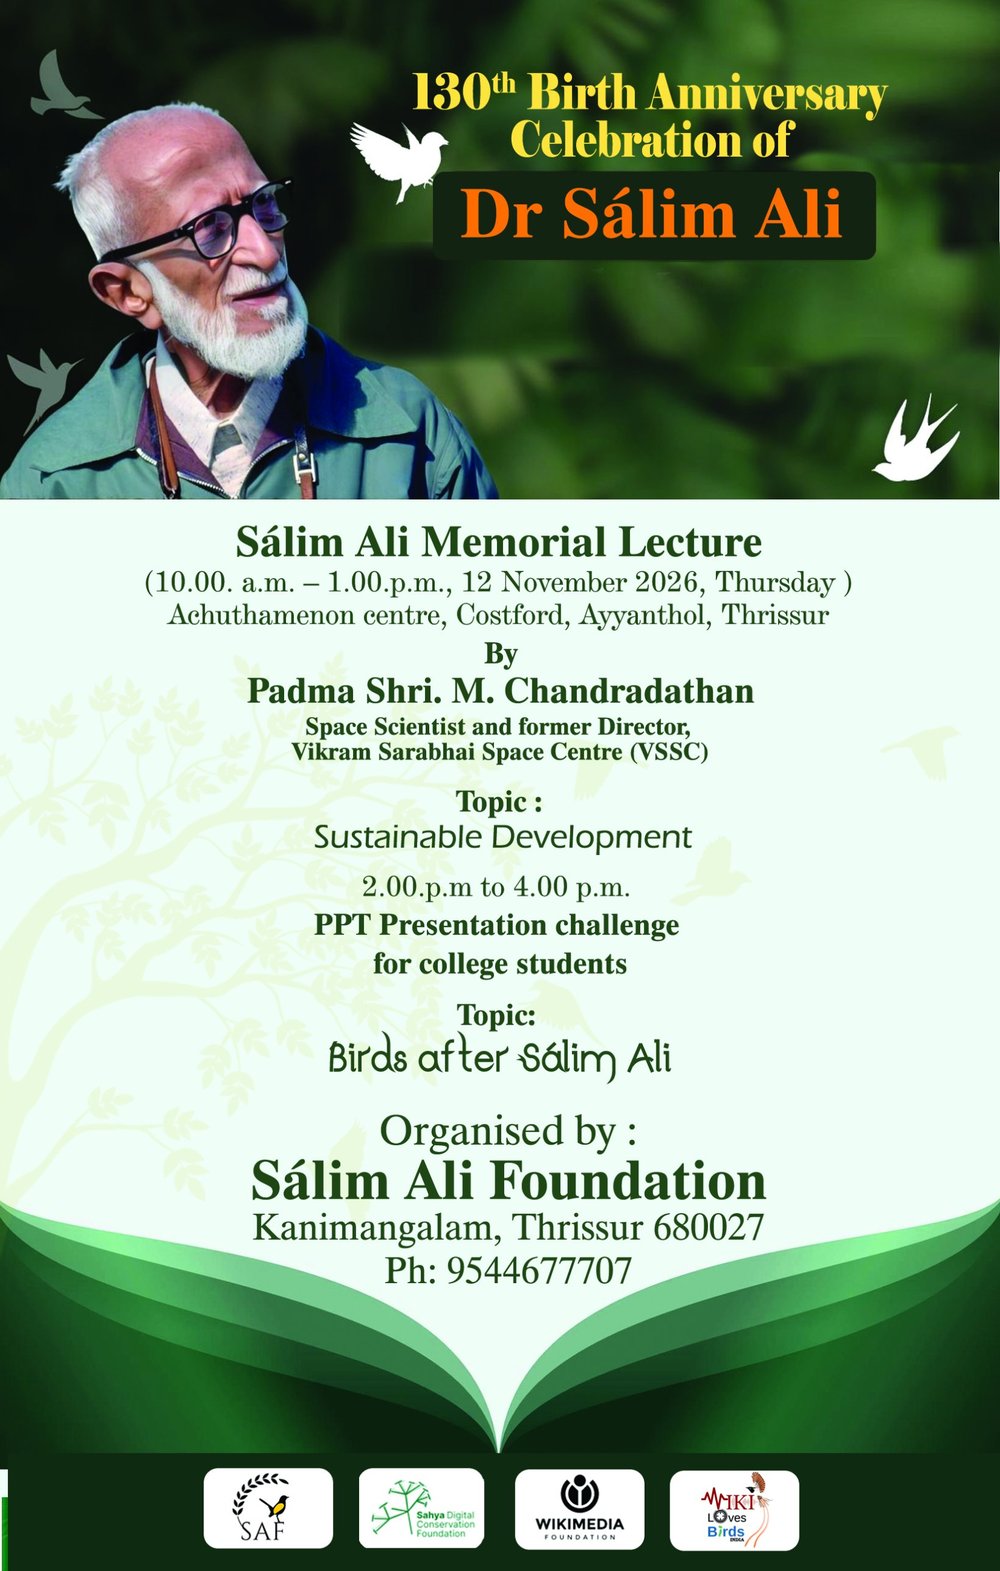 130th Birth Anniversary
Celebration of
Dr Sálim Ali
Sálim Ali Memorial Lecture
(10.00. a.m. – 1.00.p.m., 12 November 2026, Thursday )
Achuthamenon centre, Costford, Ayyanthol, Thrissur
By
Padma Shri. M. Chandradathan
Space Scientist and former Director,
Vikram Sarabhai Space Centre (VSSC)
Topic :
Sustainable Development
2.00.p.m to 4.00 p.m.
PPT Presentation challenge
for college students
Topic:
Birds after Sálim Ali
Organised by :
Sálim Ali Foundation
Kanimangalam, Thrissur 680027
Ph: 9544677707
SAF
Sahya Digital
Conservation
Foundation
WIKIMEDIA
FOUNDATION
WIKI
LOves
Birds
INDIA